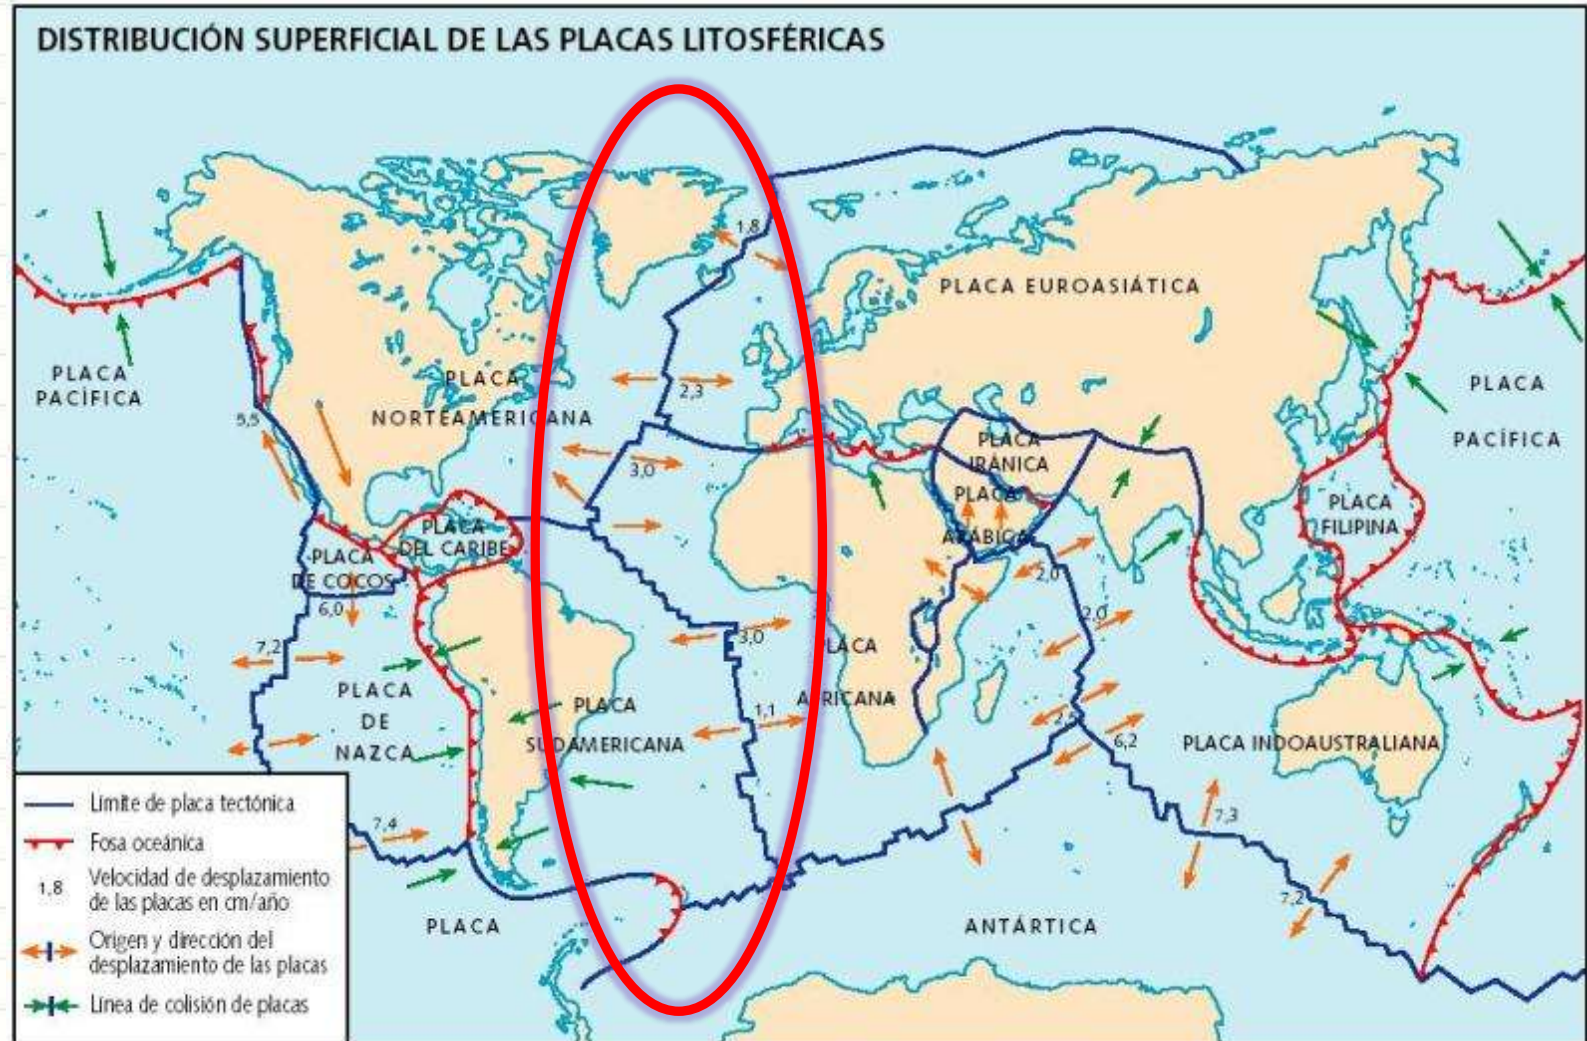 DISTRIBUCIÓN SUPERFICIAL DE LAS PLACAS LITOSFÉRICAS
1,8
PLACA EUROASIÁTICA
PLACA
PACÍFICA
PLACA
NORTEAMERICANA
2,3
PLACA
PACÍFICA
5,5
3,0
PLACA
IRÁNICA
PLACA
ARÁBICA
PLACA
FILIPINA
PLACA
DEL CARIBE
PLACA
DE COCOS
6,0
2,0
2,0
7,2
3,0
PLACA
AFRICANA
PLACA
DE
NAZCA
PLACA
SUDAMERICANA
1,1
6,2
PLACA INDOAUSTRALIANA
7,4
7,3
7,2
PLACA
ANTÁRTICA
Límite de placa tectónica
Fosa oceánica
1,8
Velocidad de desplazamiento
de las placas en cm/año
Origen y dirección del
desplazamiento de las placas
Línea de colisión de placas